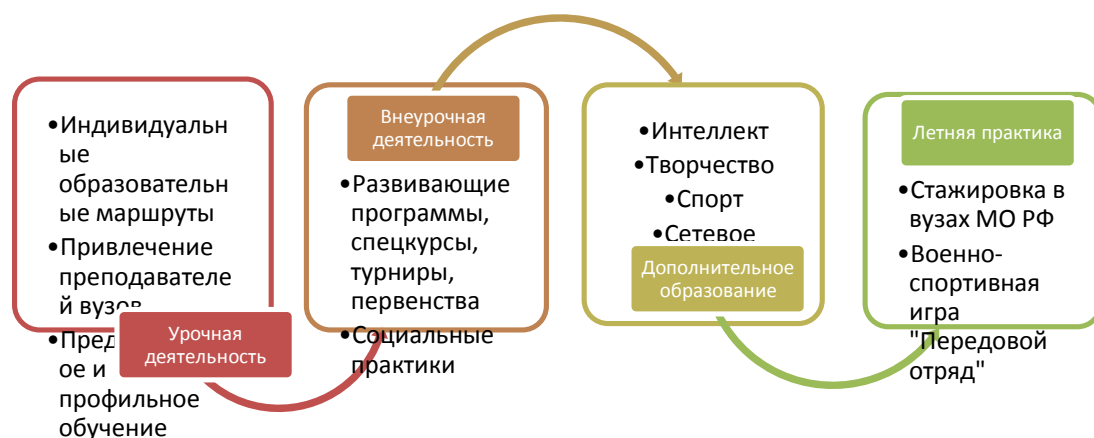 •Индивидуальн
ые
образовательн
ые маршруты
•Привлечение
преподавателе
й вузов
ое и
профильное
обучение
Урочная
деятельность
Внеурочная
деятельность
•Развивающие
программы,
спецкурсы,
турниры,
первенства
•Социальные
практики
•Интеллект
•Творчество
•Спорт
•Сетевое
Дополнительное
образование
Летняя практика
•Стажировка в
вузах МО РФ
•Военно-
спортивная
игра
"Передовой
отряд"